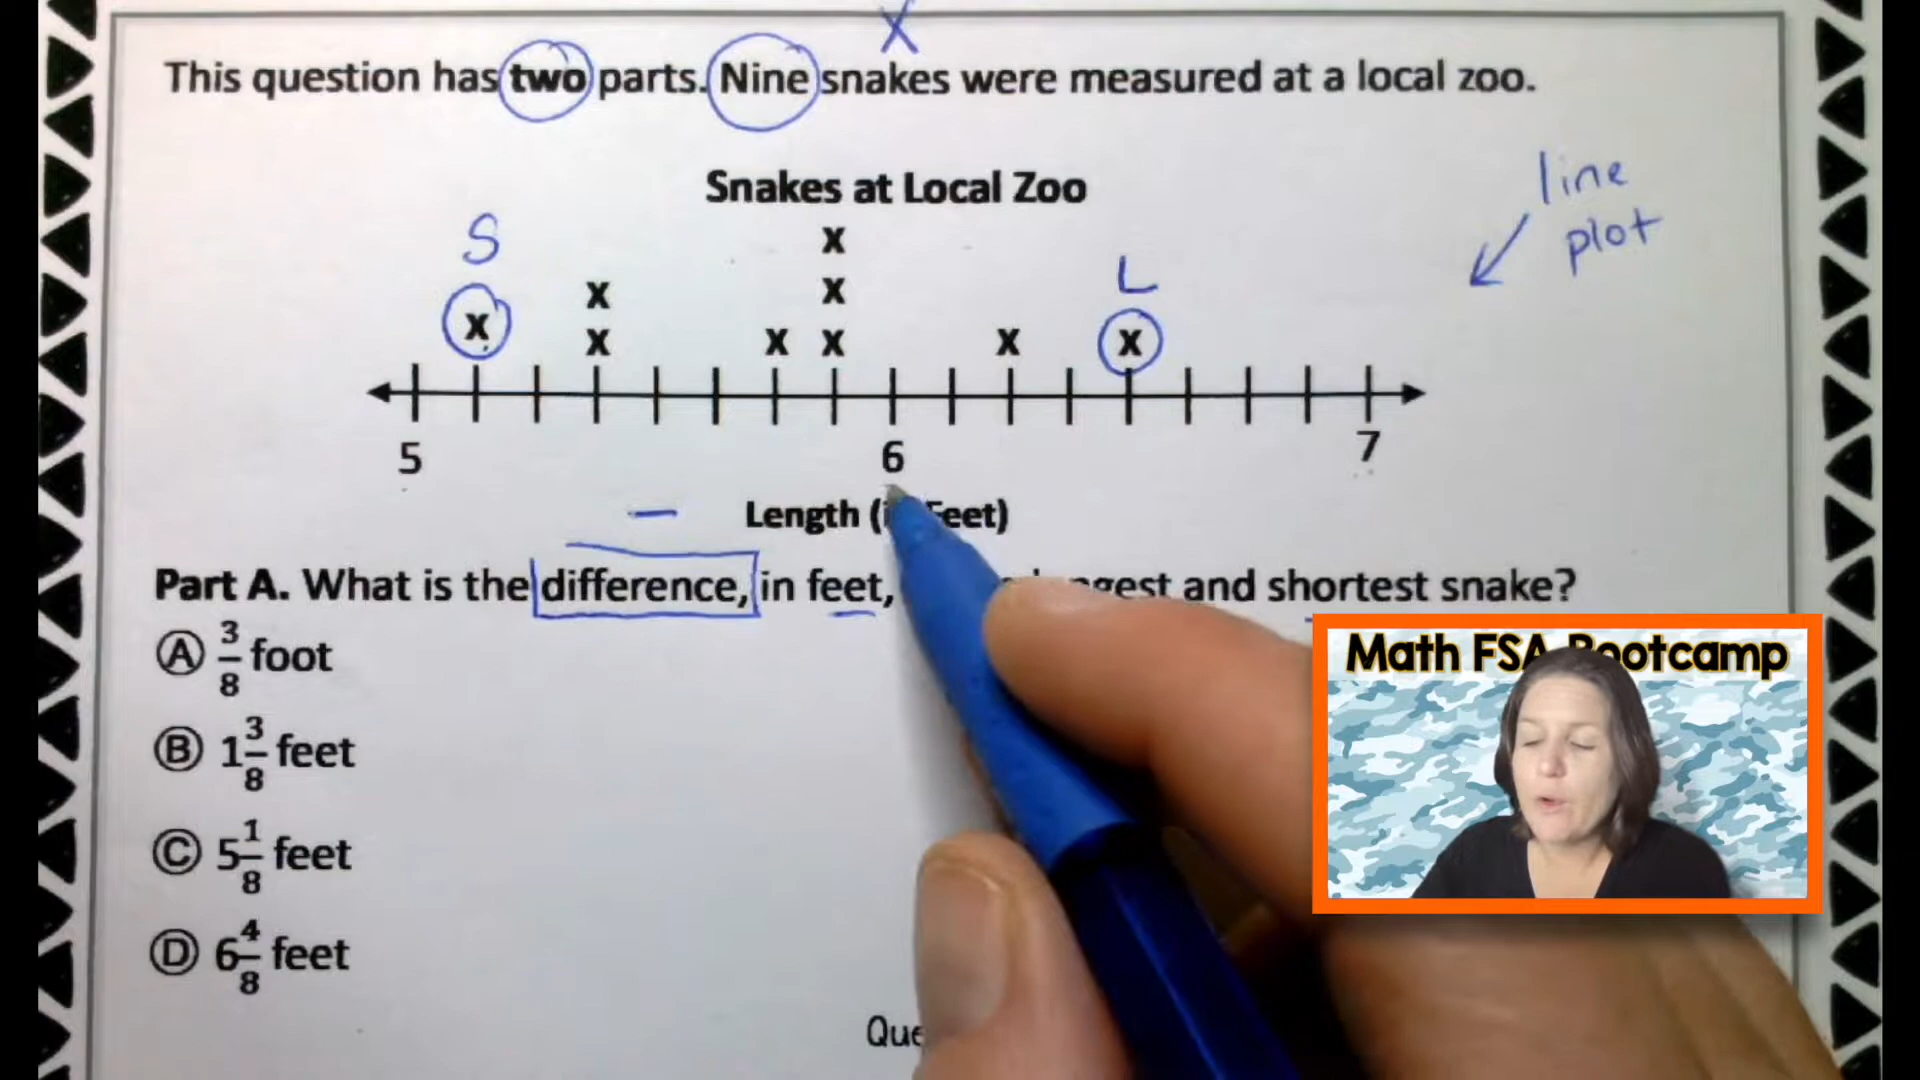 X
This question has two parts. Nine snakes were measured at a local zoo.
line
plot
Snakes at Local Zoo
S
L
x
x x
x x x x x x x
5 6 7
Length ( Feet)
Part A. What is the difference, in feet, and shortest snake?
A 3/8 foot
B 1 3/8 feet
C 5 1/8 feet
D 6 4/8 feet
Math FSA Bootcamp